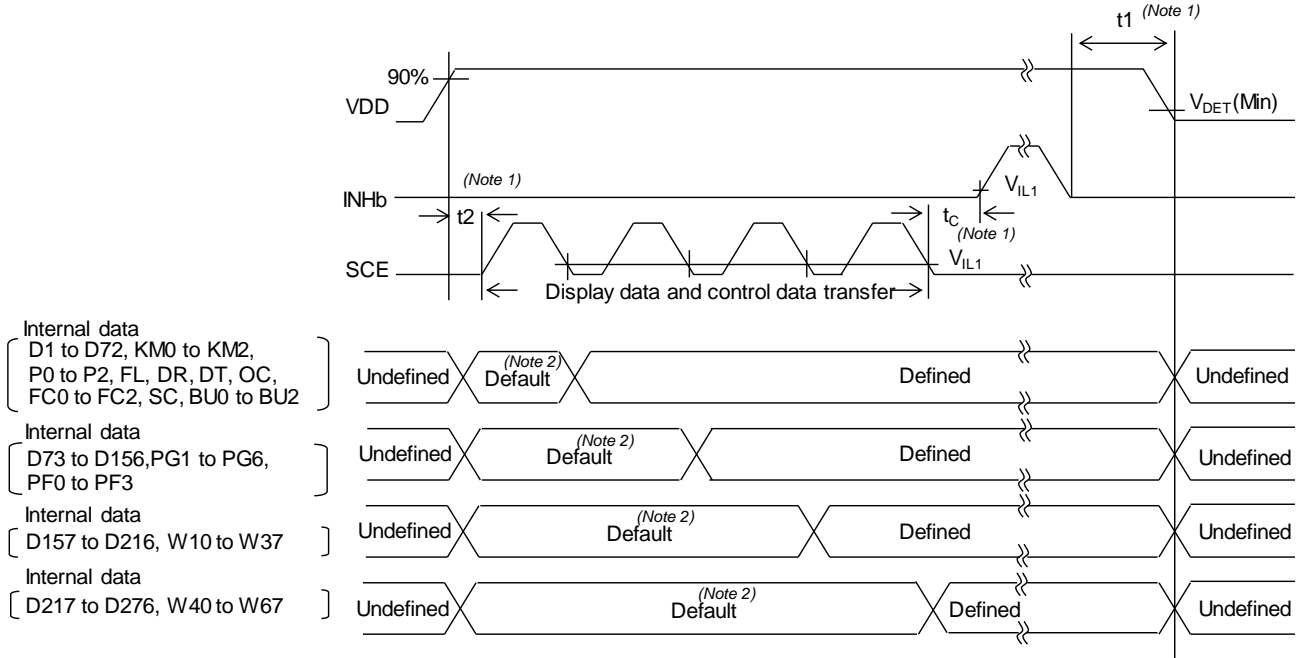 t1 (Note 1)
90%
VDD
VDET(Min)
(Note 1)
INHb
VIL1
t2
tC
(Note 1)
SCE
VIL1
Display data and control data transfer
Internal data
D1 to D72, KM0 to KM2,
P0 to P2, FL, DR, DT, OC,
FC0 to FC2, SC, BU0 to BU2
Undefined
(Note 2)
Default
Defined
Undefined
Internal data
D73 to D156,PG1 to PG6,
PF0 to PF3
Undefined
(Note 2)
Default
Defined
Undefined
Internal data
D157 to D216, W10 to W37
Undefined
(Note 2)
Default
Defined
Undefined
Internal data
D217 to D276, W40 to W67
Undefined
(Note 2)
Default
Defined
Undefined